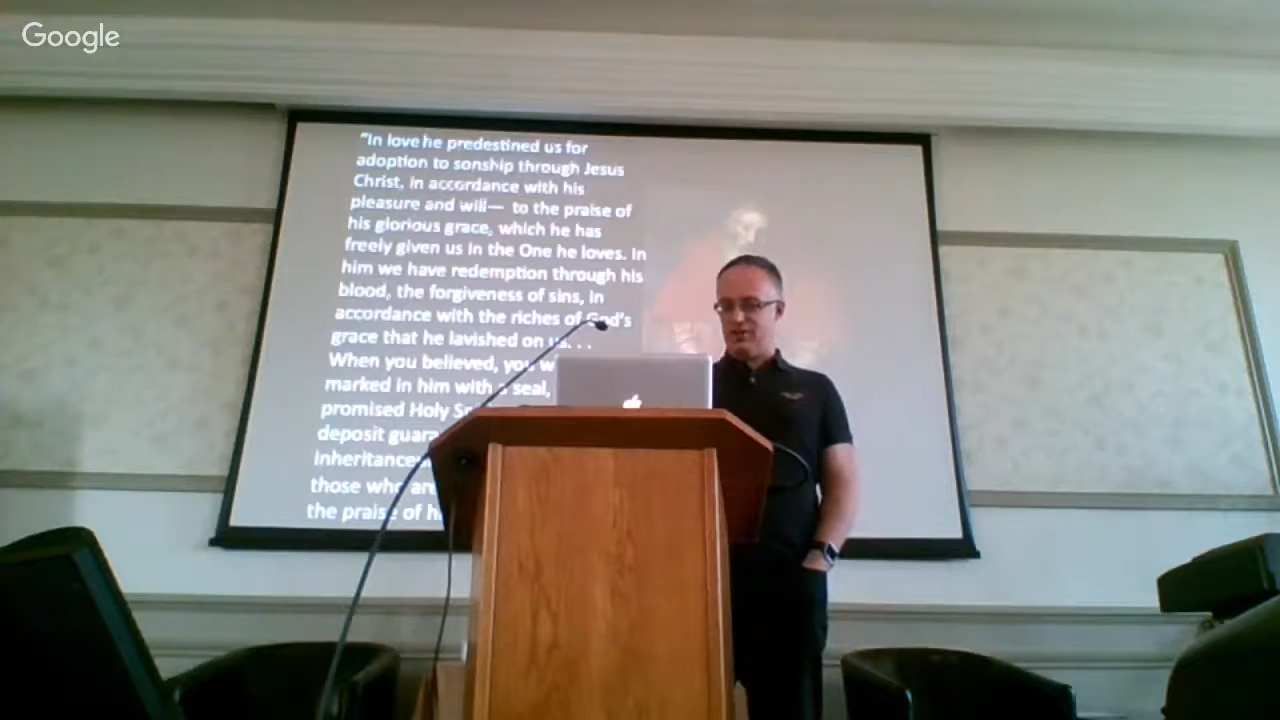 Google
"In love he predestined us for
adoption to sonship through Jesus
Christ, in accordance with his
pleasure and will— to the praise of
his glorious grace, which he has
freely given us in the One he loves. In
him we have redemption through his
blood, the forgiveness of sins, in
accordance with the riches of God's
grace that he lavished on us. . .
When you believed, you
marked in him with a seal,
promised Holy
deposit
inheritance
those who are
the praise of